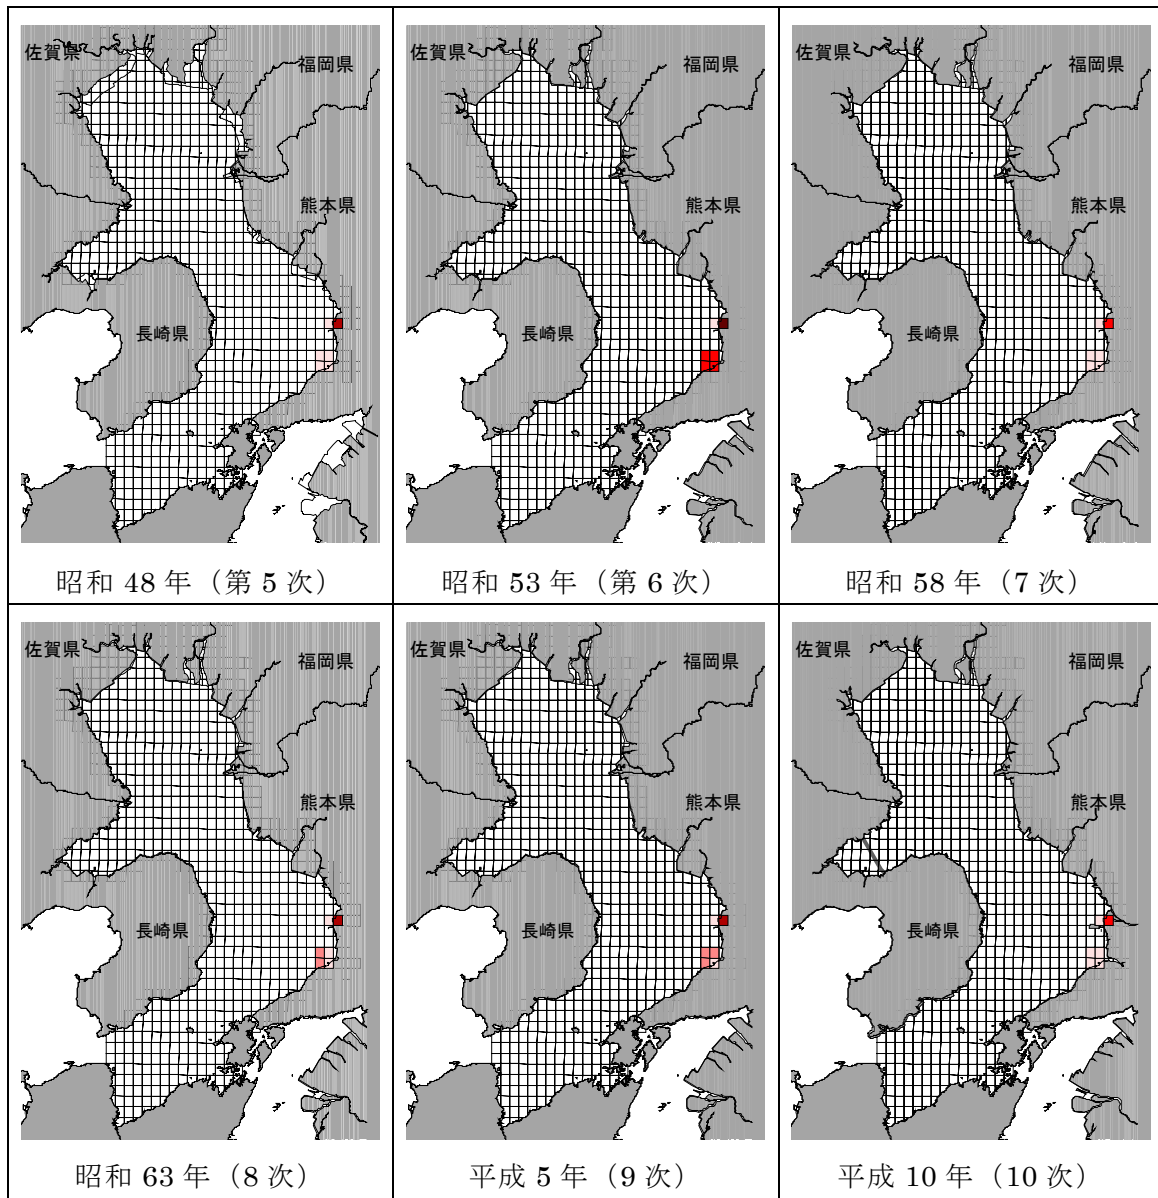 佐賀県
福岡県
熊本県
長崎県
昭和 48 年（第 5 次）
佐賀県
福岡県
熊本県
長崎県
昭和 53 年（第 6 次）
佐賀県
福岡県
熊本県
長崎県
昭和 58 年（7 次）
佐賀県
福岡県
熊本県
長崎県
昭和 63 年（8 次）
佐賀県
福岡県
熊本県
長崎県
平成 5 年（9 次）
佐賀県
福岡県
熊本県
長崎県
平成 10 年（10 次）